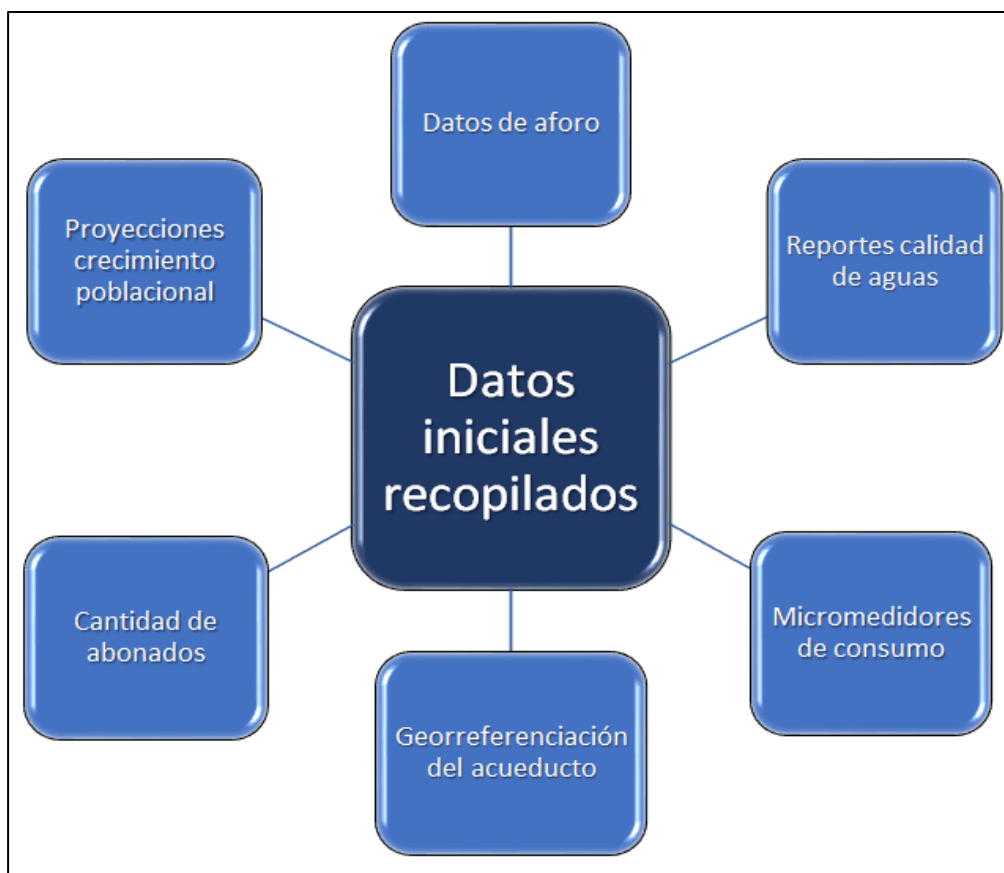 Datos de aforo
Proyecciones
crecimiento
poblacional
Reportes calidad
de aguas
Datos
iniciales
recopilados
Cantidad de
abonados
Micromedidores
de consumo
Georreferenciación
del acueducto